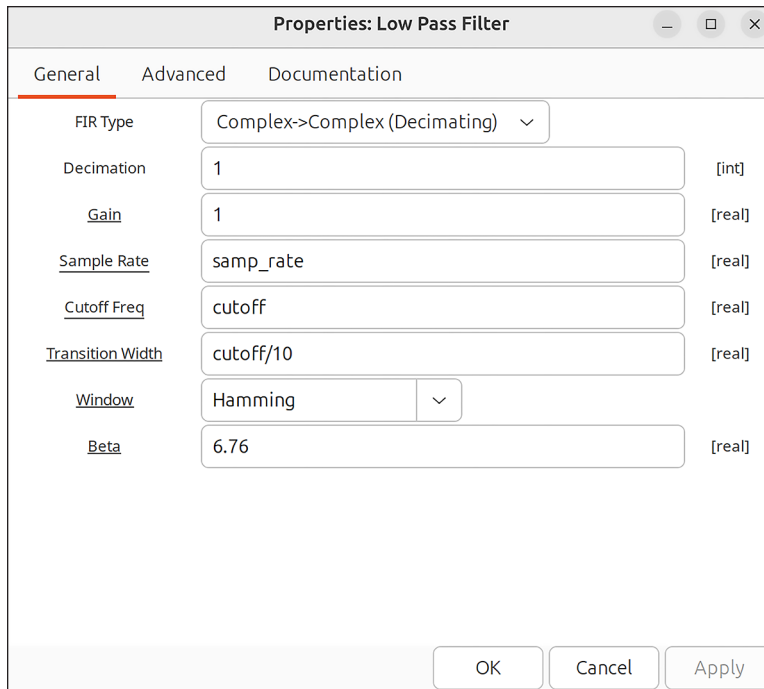 Properties: Low Pass Filter
General Advanced Documentation
FIR Type Complex->Complex (Decimating)
Decimation 1 [int]
Gain 1 [real]
Sample Rate samp_rate [real]
Cutoff Freq cutoff [real]
Transition Width cutoff/10 [real]
Window Hamming
Beta 6.76 [real]
OK Cancel Apply